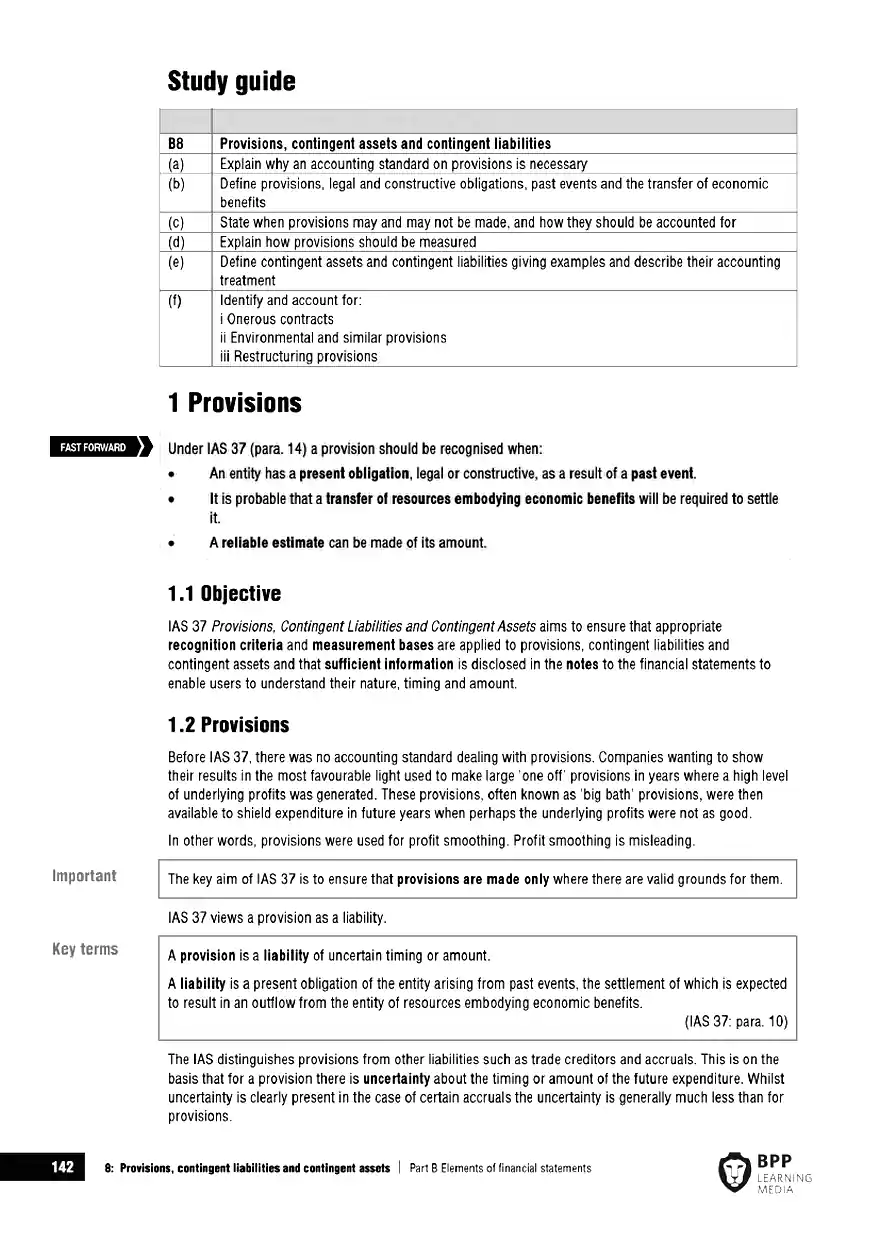 Study guide
B8 Provisions, contingent assets and contingent liabilities
(a) Explain why an accounting standard on provisions is necessary
(b) Define provisions, legal and constructive obligations, past events and the transfer of economic
benefits
(c) State when provisions may and may not be made, and how they should be accounted for
(d) Explain how provisions should be measured
(e) Define contingent assets and contingent liabilities giving examples and describe their accounting
treatment
(f) Identify and account for:
i Onerous contracts
ii Environmental and similar provisions
iii Restructuring provisions
1 Provisions
FAST FORWARD
Under IAS 37 (para. 14) a provision should be recognised when:
• An entity has a present obligation, legal or constructive, as a result of a past event.
• It is probable that a transfer of resources embodying economic benefits will be required to settle
it.
• A reliable estimate can be made of its amount.
1.1 Objective
IAS 37 Provisions, Contingent Liabilities and Contingent Assets aims to ensure that appropriate
recognition criteria and measurement bases are applied to provisions, contingent liabilities and
contingent assets and that sufficient information is disclosed in the notes to the financial statements to
enable users to understand their nature, timing and amount.
1.2 Provisions
Before IAS 37, there was no accounting standard dealing with provisions. Companies wanting to show
their results in the most favourable light used to make large 'one off' provisions in years where a high level
of underlying profits was generated. These provisions, often known as 'big bath' provisions, were then
available to shield expenditure in future years when perhaps the underlying profits were not as good.
In other words, provisions were used for profit smoothing. Profit smoothing is misleading.
Important
The key aim of IAS 37 is to ensure that provisions are made only where there are valid grounds for them.
IAS 37 views a provision as a liability.
Key terms
A provision is a liability of uncertain timing or amount.
A liability is a present obligation of the entity arising from past events, the settlement of which is expected
to result in an outflow from the entity of resources embodying economic benefits.
(IAS 37: para. 10)
The IAS distinguishes provisions from other liabilities such as trade creditors and accruals. This is on the
basis that for a provision there is uncertainty about the timing or amount of the future expenditure. Whilst
uncertainty is clearly present in the case of certain accruals the uncertainty is generally much less than for
provisions.
142 8: Provisions, contingent liabilities and contingent assets | Part B Elements of financial statements
BPP
LEARNING
MEDIA